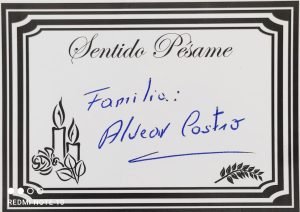 Sentido Pésame
Familia.:
Alvear Castro
REDMI NOTE 10